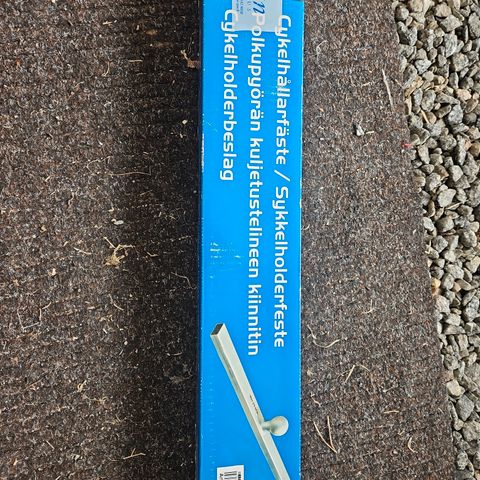 Cykelhållarfäste / Sykkelholderfeste
Polkupyörän kuljetustelineen kiinnitin
Cykelholderbeslag